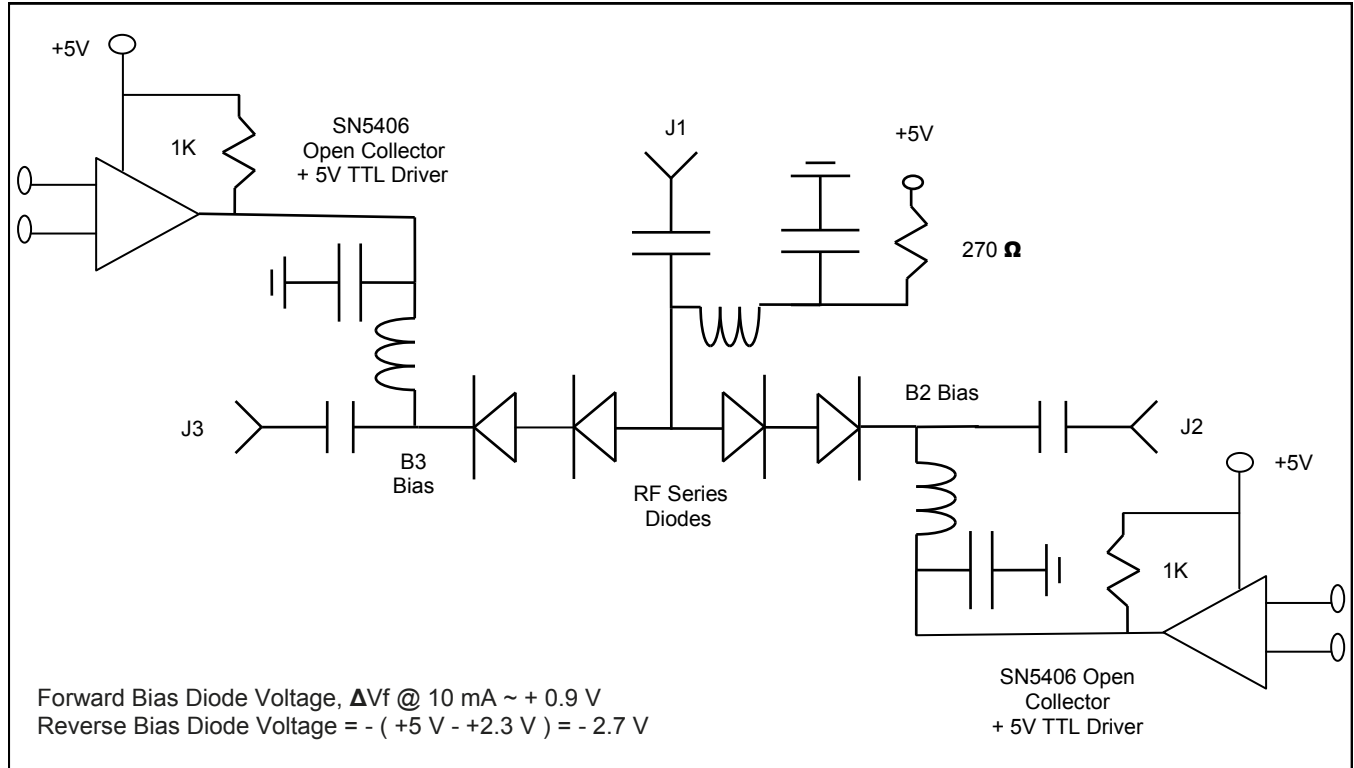 +5V
1K
SN5406
Open Collector
+ 5V TTL Driver
J1
+5V
270 Ω
J3
B3
Bias
RF Series
Diodes
B2 Bias
J2
+5V
1K
SN5406 Open
Collector
+ 5V TTL Driver
Forward Bias Diode Voltage, ΔVf @ 10 mA ~ + 0.9 V
Reverse Bias Diode Voltage = - ( +5 V - +2.3 V ) = - 2.7 V